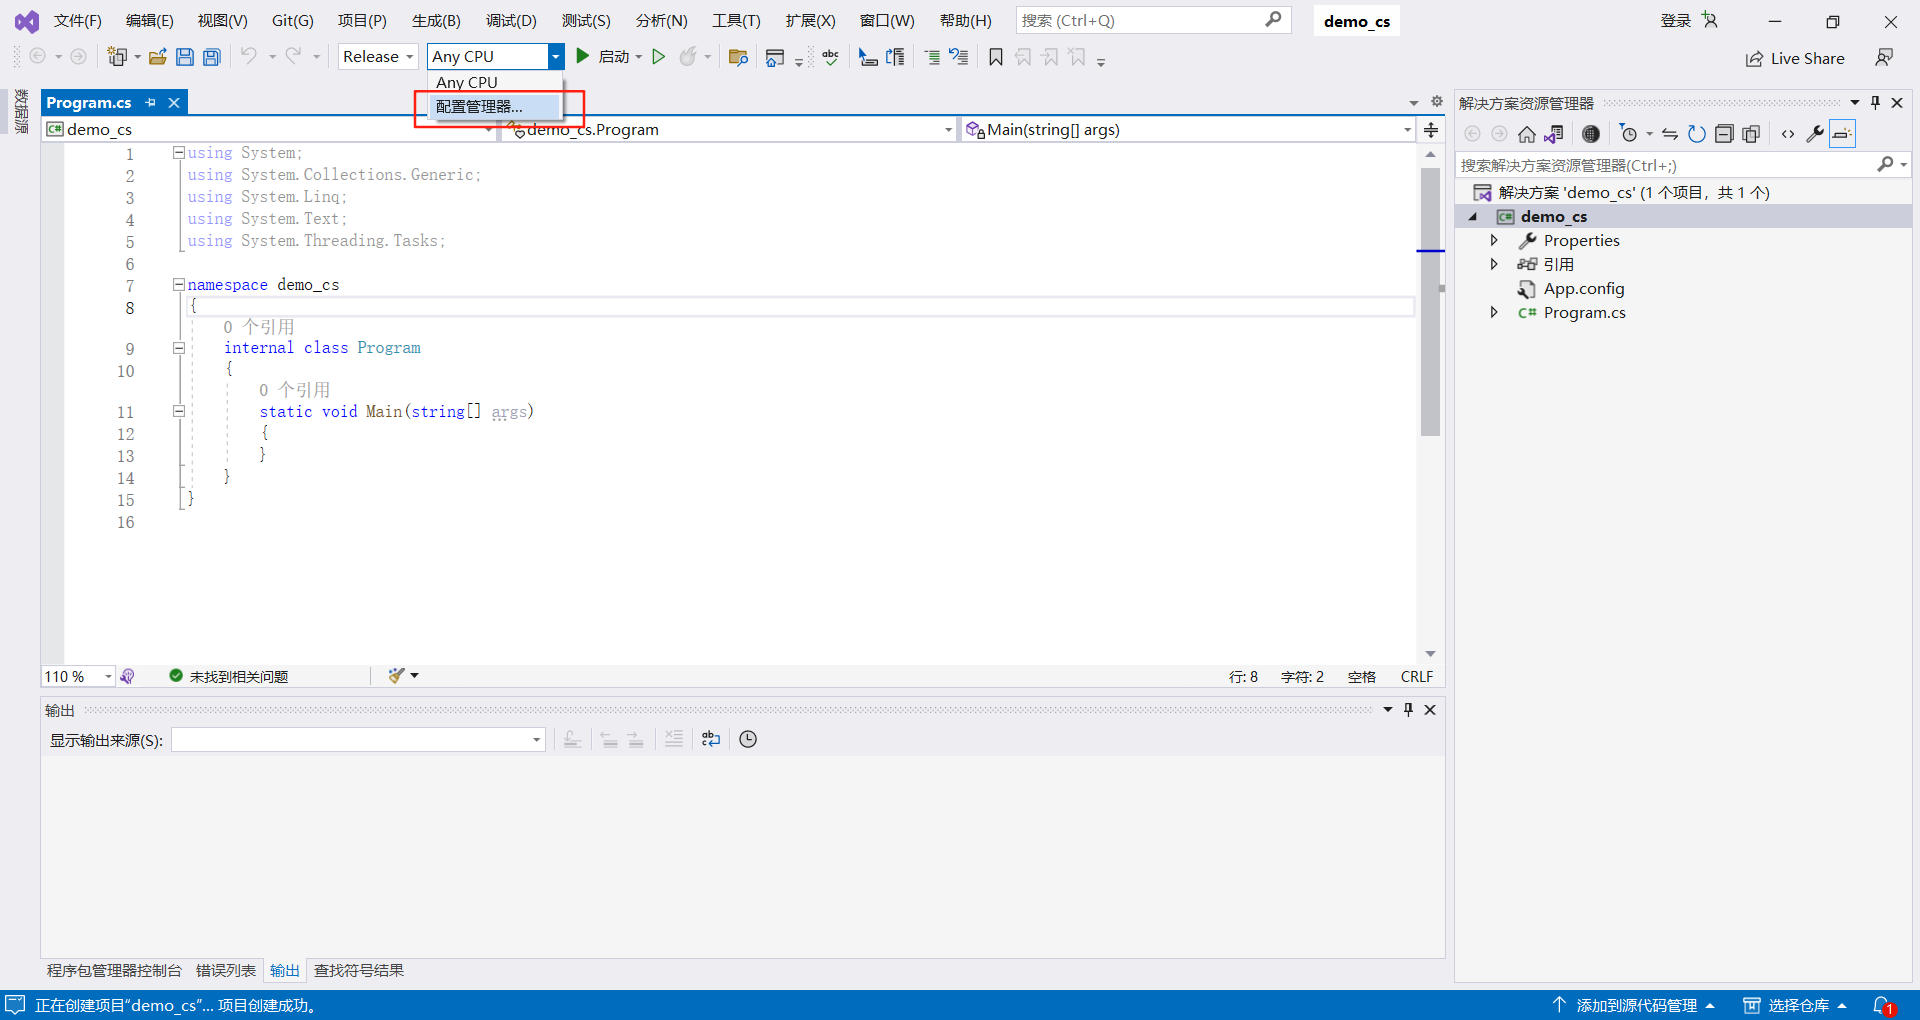 文件(F) 编辑(E) 视图(V) Git(G) 项目(P) 生成(B) 调试(D) 测试(S) 分析(N) 工具(T) 扩展(X) 窗口(W) 帮助(H) 搜索 (Ctrl+Q) demo_cs 登录
Release Any CPU 启动 abc Live Share
Any CPU
配置管理器...
数据源
Program.cs
demo_cs demo_cs.Program Main(string[] args)
1 using System;
2 using System.Collections.Generic;
3 using System.Linq;
4 using System.Text;
5 using System.Threading.Tasks;
6
7 namespace demo_cs
8 {
0 个引用
9 internal class Program
10 {
0 个引用
11 static void Main(string[] args)
12 {
13 }
14 }
15 }
16
110 % 未找到相关问题 行: 8 字符: 2 空格 CRLF
输出
显示输出来源(S):
程序包管理器控制台 错误列表 输出 查找符号结果
解决方案资源管理器
搜索解决方案资源管理器(Ctrl+;)
解决方案 'demo_cs' (1 个项目，共 1 个)
C# demo_cs
Properties
引用
App.config
C# Program.cs
正在创建项目“demo_cs”... 项目创建成功。 添加到源代码管理 选择仓库 1